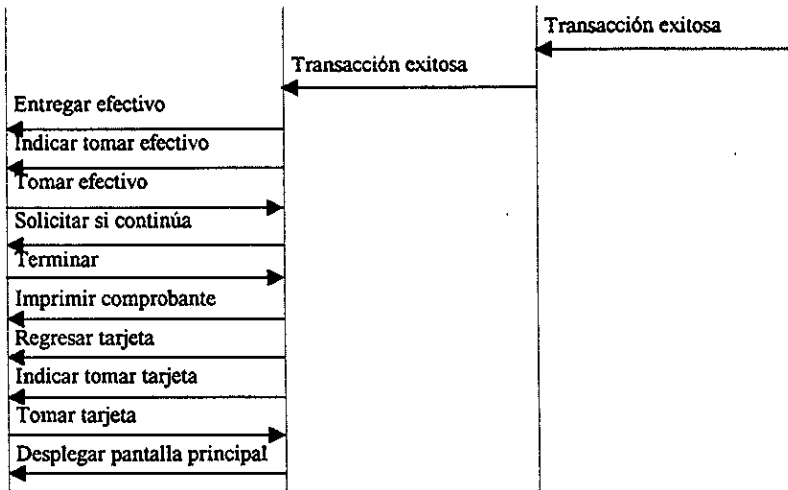 Transacción exitosa
Transacción exitosa
Entregar efectivo
Indicar tomar efectivo
Tomar efectivo
Solicitar si continúa
Terminar
Imprimir comprobante
Regresar tarjeta
Indicar tomar tarjeta
Tomar tarjeta
Desplegar pantalla principal